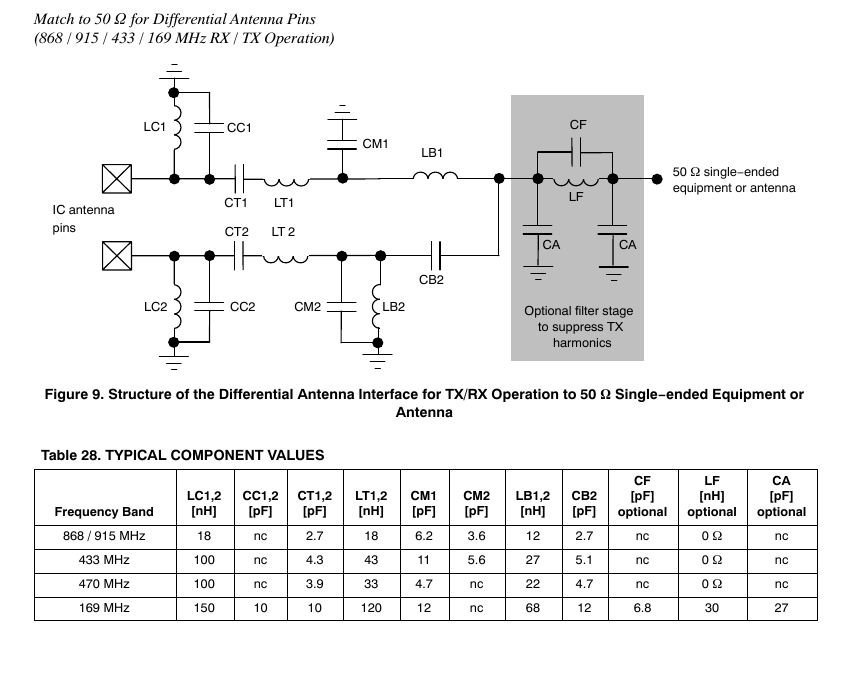 Match to 50 Ω for Differential Antenna Pins
(868 / 915 / 433 / 169 MHz RX / TX Operation)
LC1
CC1
CT1
LT1
CM1
LB1
CF
LF
CA
CA
50 Ω single−ended
equipment or antenna
IC antenna
pins
CT2
LT 2
LC2
CC2
CM2
LB2
CB2
Optional filter stage
to suppress TX
harmonics
Figure 9. Structure of the Differential Antenna Interface for TX/RX Operation to 50 Ω Single−ended Equipment or
Antenna
Table 28. TYPICAL COMPONENT VALUES
Frequency Band LC1,2 [nH] CC1,2 [pF] CT1,2 [pF] LT1,2 [nH] CM1 [pF] CM2 [pF] LB1,2 [nH] CB2 [pF] CF [pF] optional LF [nH] optional CA [pF] optional
868 / 915 MHz 18 nc 2.7 18 6.2 3.6 12 2.7 nc 0 Ω nc
433 MHz 100 nc 4.3 43 11 5.6 27 5.1 nc 0 Ω nc
470 MHz 100 nc 3.9 33 4.7 nc 22 4.7 nc 0 Ω nc
169 MHz 150 10 10 120 12 nc 68 12 6.8 30 27